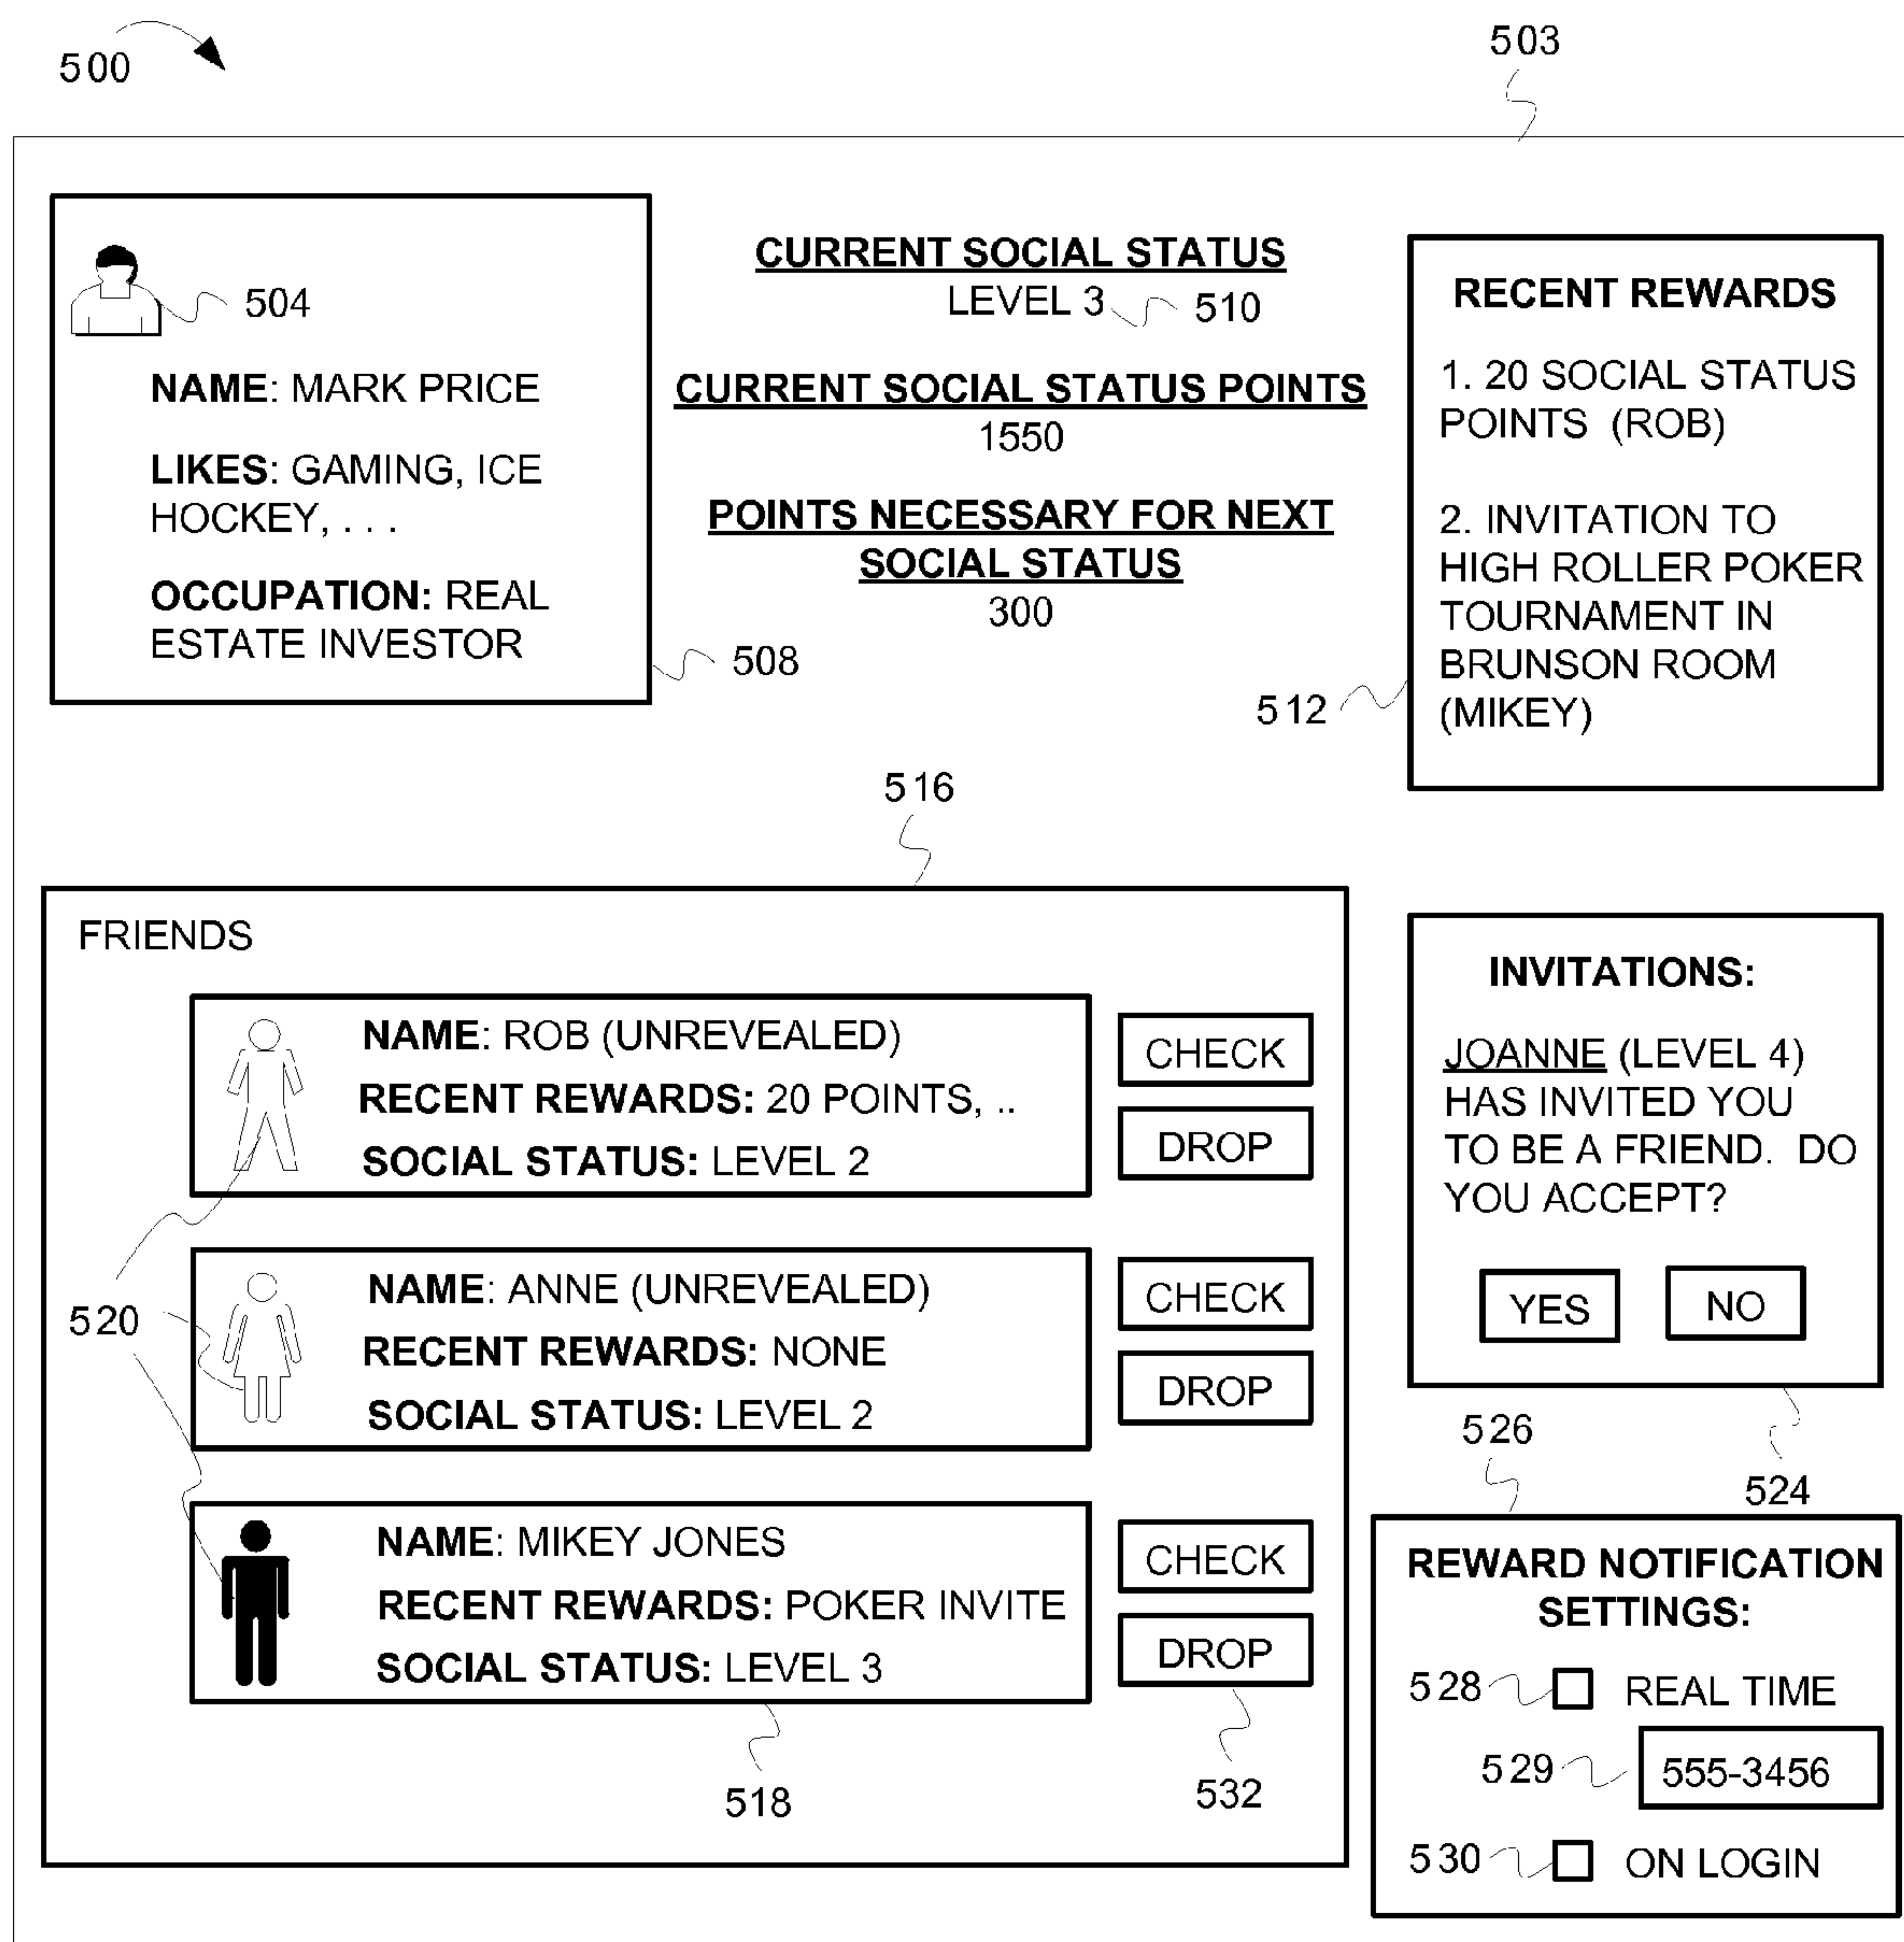 500
503
504
NAME: MARK PRICE
LIKES: GAMING, ICE
HOCKEY, . . .
OCCUPATION: REAL
ESTATE INVESTOR
508
CURRENT SOCIAL STATUS
LEVEL 3
510
CURRENT SOCIAL STATUS POINTS
1550
POINTS NECESSARY FOR NEXT
SOCIAL STATUS
300
RECENT REWARDS
1. 20 SOCIAL STATUS
POINTS (ROB)
2. INVITATION TO
HIGH ROLLER POKER
TOURNAMENT IN
BRUNSON ROOM
(MIKEY)
512
516
FRIENDS
NAME: ROB (UNREVEALED)
RECENT REWARDS: 20 POINTS, ..
SOCIAL STATUS: LEVEL 2
CHECK
DROP
520
NAME: ANNE (UNREVEALED)
RECENT REWARDS: NONE
SOCIAL STATUS: LEVEL 2
CHECK
DROP
NAME: MIKEY JONES
RECENT REWARDS: POKER INVITE
SOCIAL STATUS: LEVEL 3
CHECK
DROP
518
532
INVITATIONS:
JOANNE (LEVEL 4)
HAS INVITED YOU
TO BE A FRIEND. DO
YOU ACCEPT?
YES
NO
526
524
REWARD NOTIFICATION
SETTINGS:
528
REAL TIME
529
555-3456
530
ON LOGIN